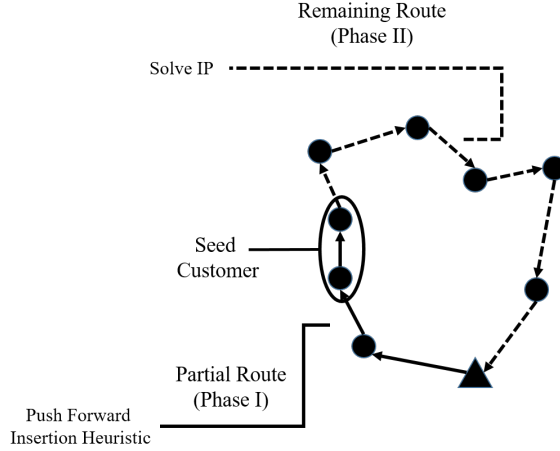 Remaining Route
(Phase II)
Solve IP
Seed
Customer
Partial Route
(Phase I)
Push Forward
Insertion Heuristic